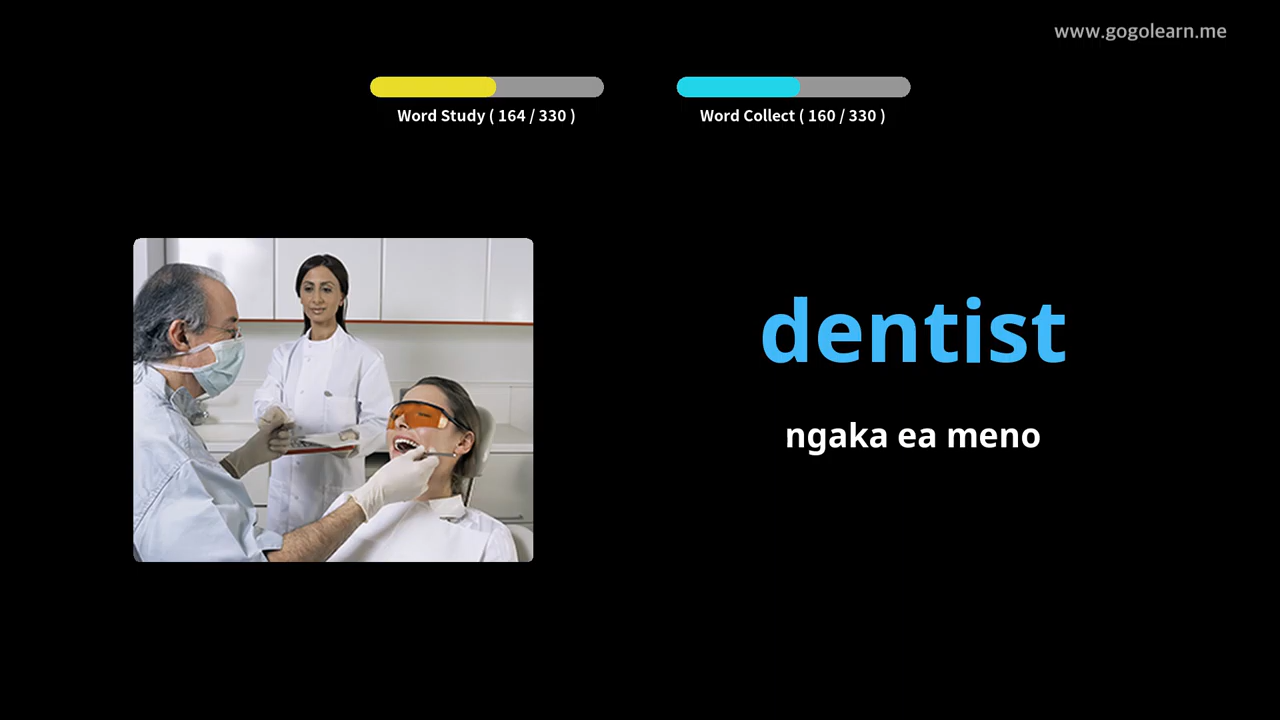 www.gogolearn.me
Word Study ( 164 / 330 )
Word Collect ( 160 / 330 )
dentist
ngaka ea meno